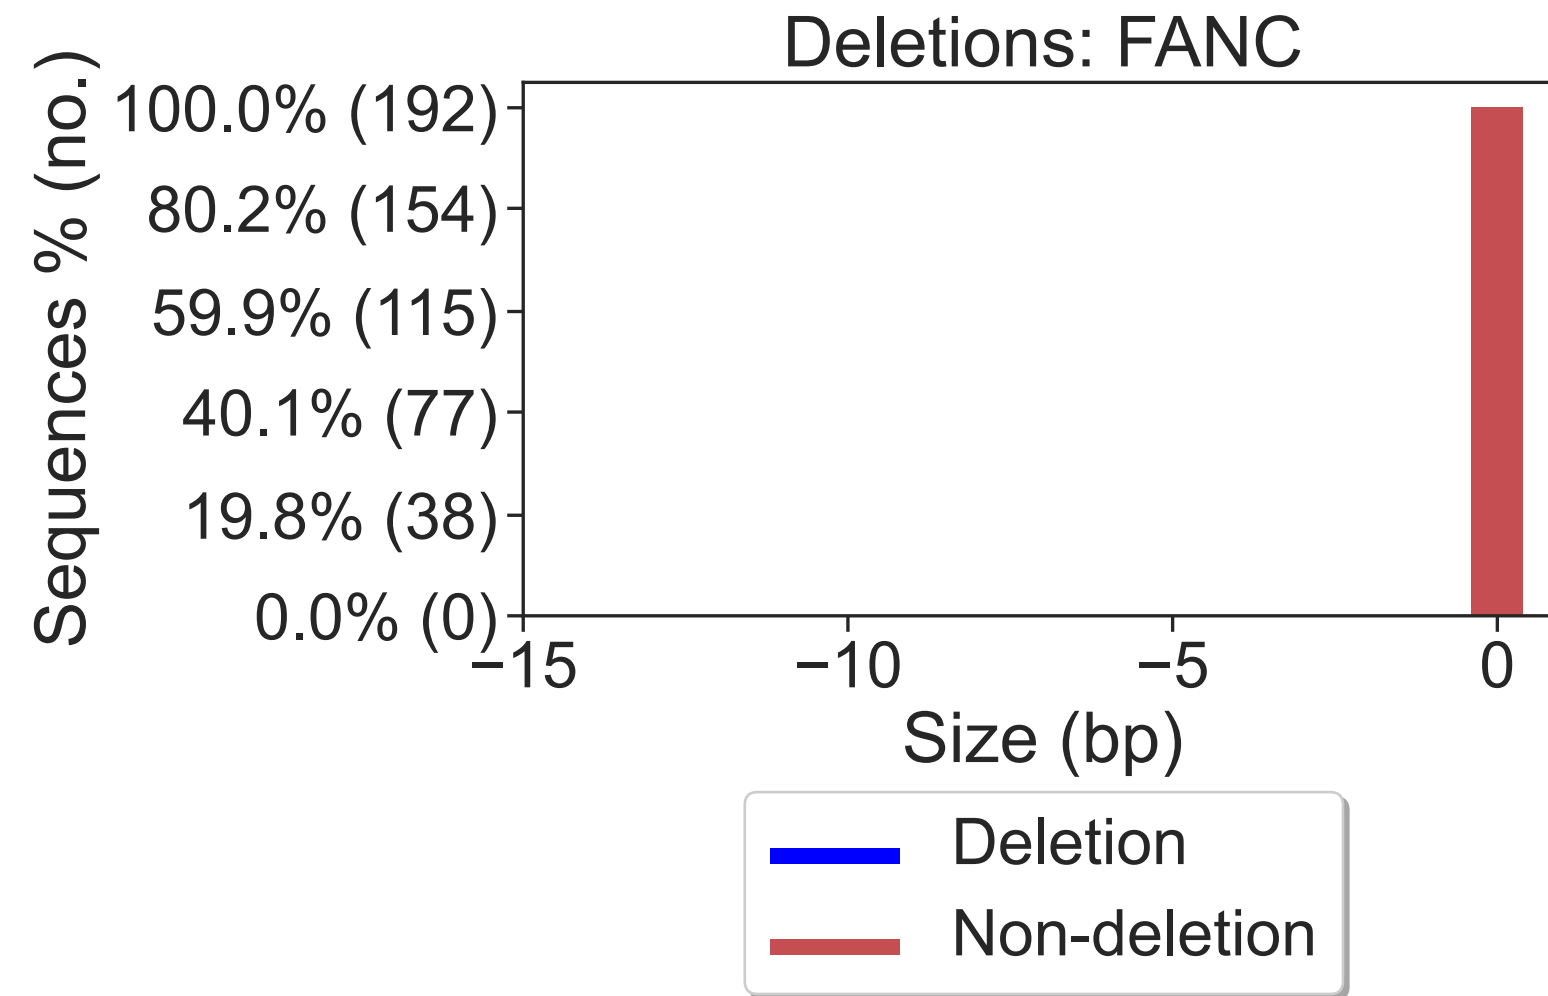 Deletions: FANC
Sequences % (no.)
100.0% (192)
80.2% (154)
59.9% (115)
40.1% (77)
19.8% (38)
0.0% (0)
−15 −10 −5 0
Size (bp)
Deletion
Non-deletion